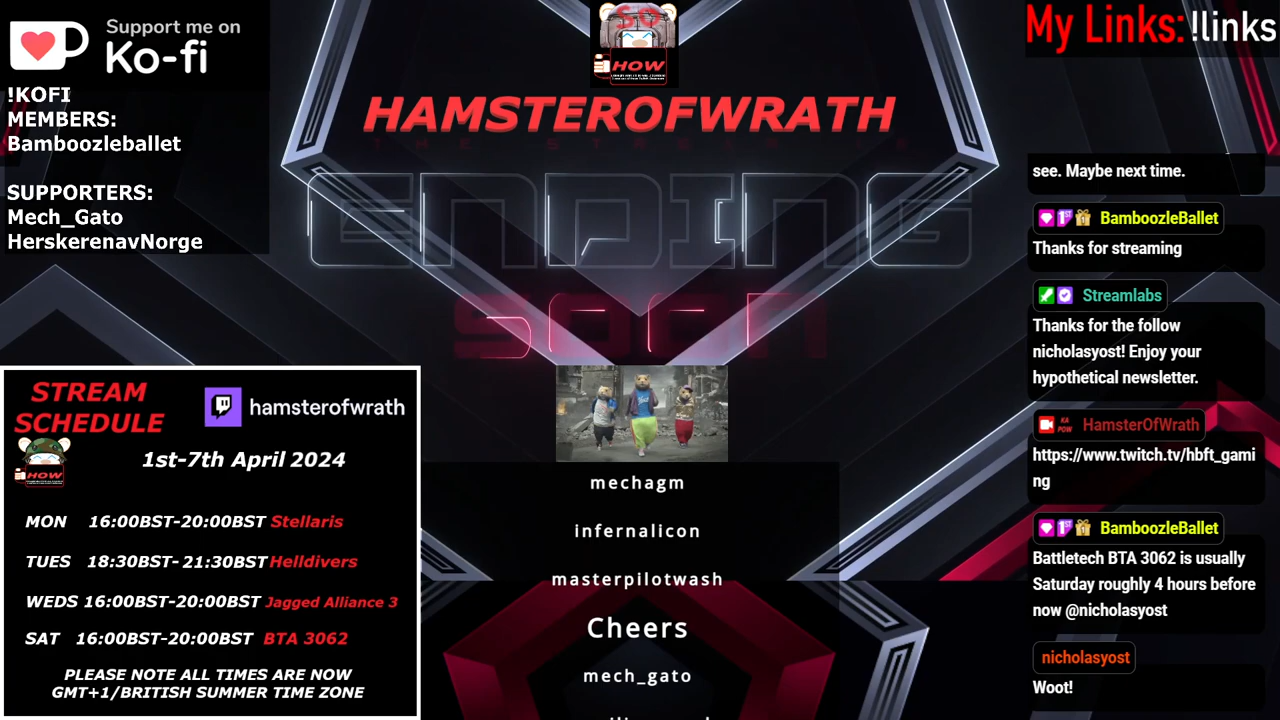 Support me on
Ko-fi
!KOFI
MEMBERS:
Bamboozleballet
SUPPORTERS:
Mech_Gato
HerskerenavNorge
HOW
HAMSTEROFWRATH
ENDING
SOON
My Links: !links
STREAM
SCHEDULE
hamsterofwrath
HOW
1st-7th April 2024
MON 16:00BST-20:00BST Stellaris
TUES 18:30BST-21:30BST Helldivers
WEDS 16:00BST-20:00BST Jagged Alliance 3
SAT 16:00BST-20:00BST BTA 3062
PLEASE NOTE ALL TIMES ARE NOW
GMT+1/BRITISH SUMMER TIME ZONE
mechagm
infernalicon
masterpilotwash
Cheers
mech_gato
see. Maybe next time.
BamboozleBallet
Thanks for streaming
Streamlabs
Thanks for the follow
nicholasyost! Enjoy your
hypothetical newsletter.
KA POW HamsterOfWrath
https://www.twitch.tv/hbft_gami
ng
BamboozleBallet
Battletech BTA 3062 is usually
Saturday roughly 4 hours before
now @nicholasyost
nicholasyost
Woot!